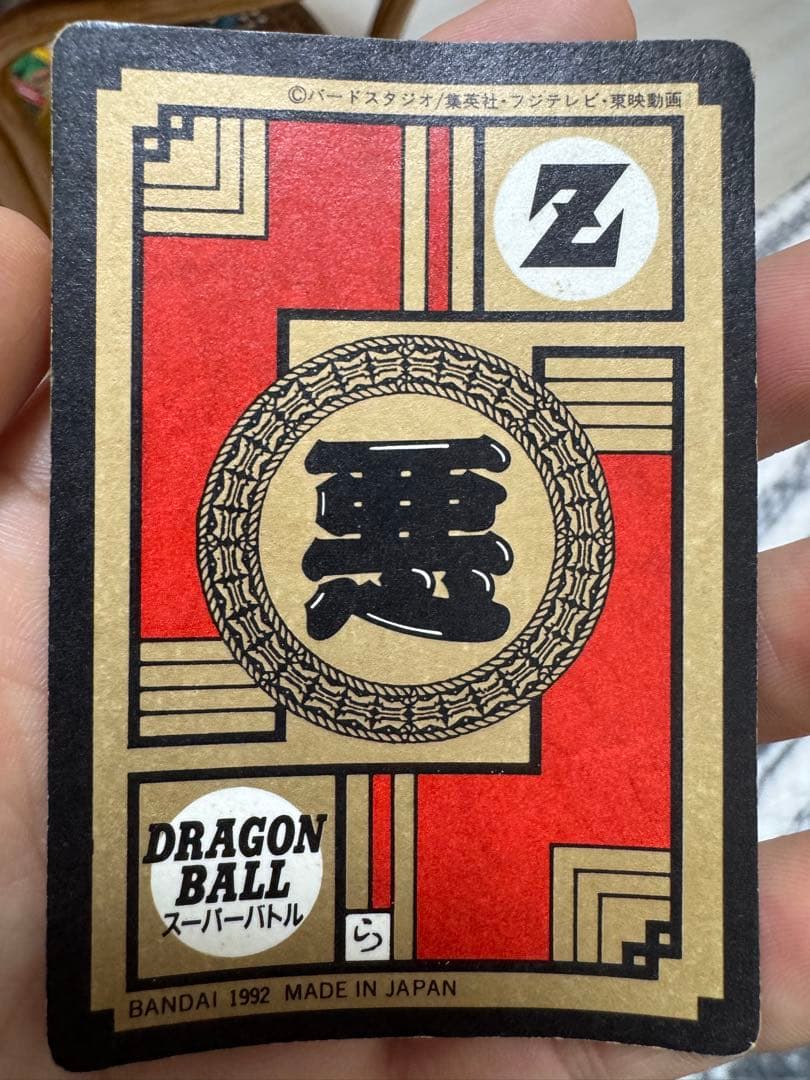 ©バードスタジオ/集英社・フジテレビ・東映動画
Z
悪
DRAGON
BALL
スーパーバトル
ら
BANDAI 1992 MADE IN JAPAN